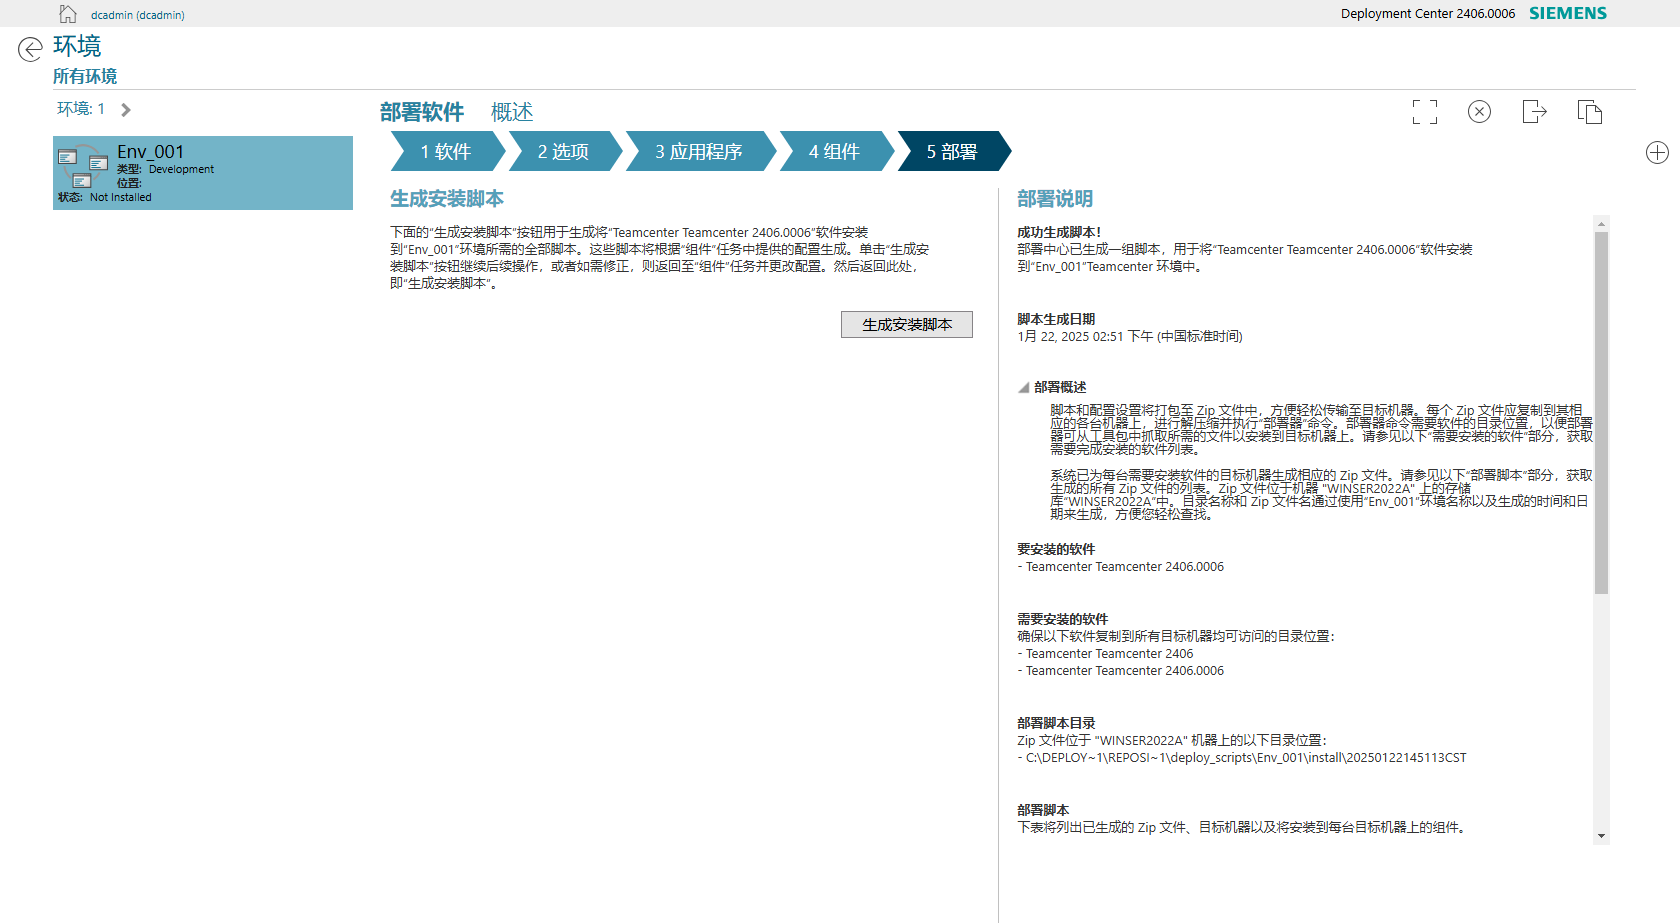 dcadmin (dcadmin)
Deployment Center 2406.0006 SIEMENS
环境
所有环境
环境: 1
Env_001
类型: Development
位置:
状态: Not Installed
部署软件 概述
1 软件
2 选项
3 应用程序
4 组件
5 部署
生成安装脚本
下面的"生成安装脚本"按钮用于生成将"Teamcenter Teamcenter 2406.0006"软件安装
到"Env_001"环境所需的全部脚本。这些脚本将根据"组件"任务中提供的配置生成。单击"生成安
装脚本"按钮继续后续操作，或者如需修正，则返回至"组件"任务并更改配置。然后返回此处，
即"生成安装脚本"。
生成安装脚本
部署说明
成功生成脚本！
部署中心已生成一组脚本，用于将"Teamcenter Teamcenter 2406.0006"软件安装
到"Env_001"Teamcenter 环境中。
脚本生成日期
1月 22, 2025 02:51 下午 (中国标准时间)
部署概述
脚本和配置设置将打包至 Zip 文件中，方便轻松传输至目标机器。每个 Zip 文件应复制到其相
应的各台机器上，进行解压缩并执行"部署器"命令。部署器命令需要软件的目录位置，以便部署
器可从工具包中抓取所需的文件以安装到目标机器上。请参见以下"需要安装的软件"部分，获取
需要完成安装的软件列表。
系统已为每台需要安装软件的目标机器生成相应的 Zip 文件。请参见以下"部署脚本"部分，获取
生成的所有 Zip 文件的列表。Zip 文件位于机器 "WINSER2022A" 上的存储
库"WINSER2022A"中。目录名称和 Zip 文件名通过使用"Env_001"环境名称以及生成的时间和日
期来生成，方便您轻松查找。
要安装的软件
- Teamcenter Teamcenter 2406.0006
需要安装的软件
确保以下软件复制到所有目标机器均可访问的目录位置：
- Teamcenter Teamcenter 2406
- Teamcenter Teamcenter 2406.0006
部署脚本目录
Zip 文件位于 "WINSER2022A" 机器上的以下目录位置：
- C:\DEPLOY~1\REPOSI~1\deploy_scripts\Env_001\install\20250122145113CST
部署脚本
下表将列出已生成的 Zip 文件、目标机器以及将安装到每台目标机器上的组件。